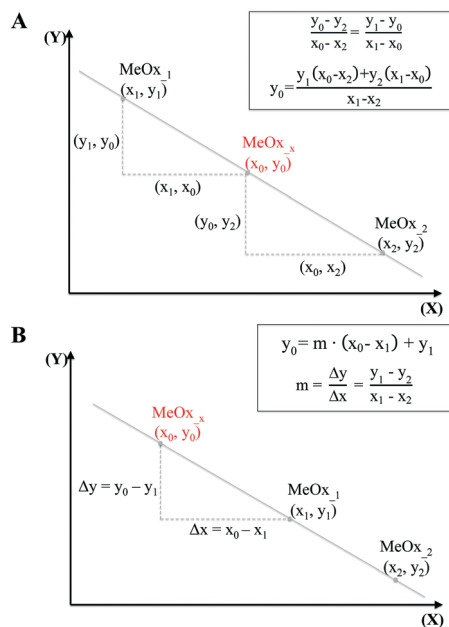 A
(Y)
y₀- y₂ / x₀- x₂ = y₁ - y₀ / x₁ - x₀
y₀= y₁(x₀-x₂)+y₂(x₁-x₀) / x₁-x₂
MeOx_1
(x₁, y₁)
(y₁, y₀)
MeOx_x
(x₀, y₀)
(x₁, x₀)
(y₀, y₂)
MeOx_2
(x₂, y₂)
(x₀, x₂)
(X)
B
(Y)
y₀= m · (x₀- x₁) + y₁
m = Δy / Δx = y₁ - y₂ / x₁ - x₂
MeOx_x
(x₀, y₀)
Δy = y₀ – y₁
MeOx_1
(x₁, y₁)
Δx = x₀ – x₁
MeOx_2
(x₂, y₂)
(X)